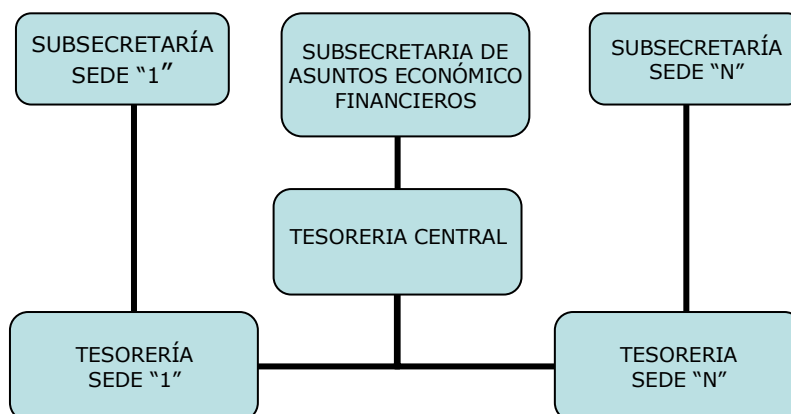 SUBSECRETARÍA
SEDE “1”
SUBSECRETARIA DE
ASUNTOS ECONÓMICO
FINANCIEROS
SUBSECRETARÍA
SEDE “N”
TESORERIA CENTRAL
TESORERÍA
SEDE “1”
TESORERIA
SEDE “N”